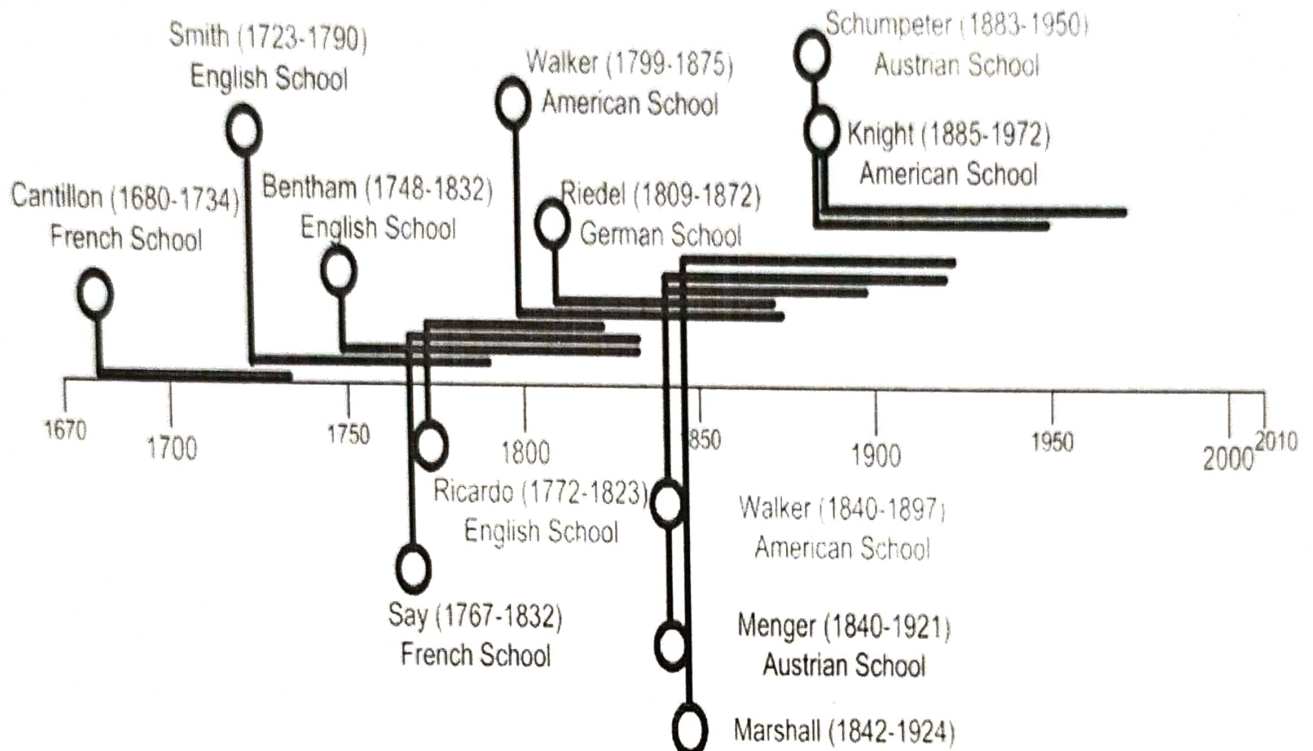 Smith (1723-1790)
English School
Walker (1799-1875)
American School
Schumpeter (1883-1950)
Austrian School
Knight (1885-1972)
American School
Cantillon (1680-1734)
French School
Bentham (1748-1832)
English School
Riedel (1809-1872)
German School
1670
1700
1750
1800
850
1900
1950
2000
2010
Ricardo (1772-1823)
English School
Walker (1840-1897)
American School
Say (1767-1832)
French School
Menger (1840-1921)
Austrian School
Marshall (1842-1924)